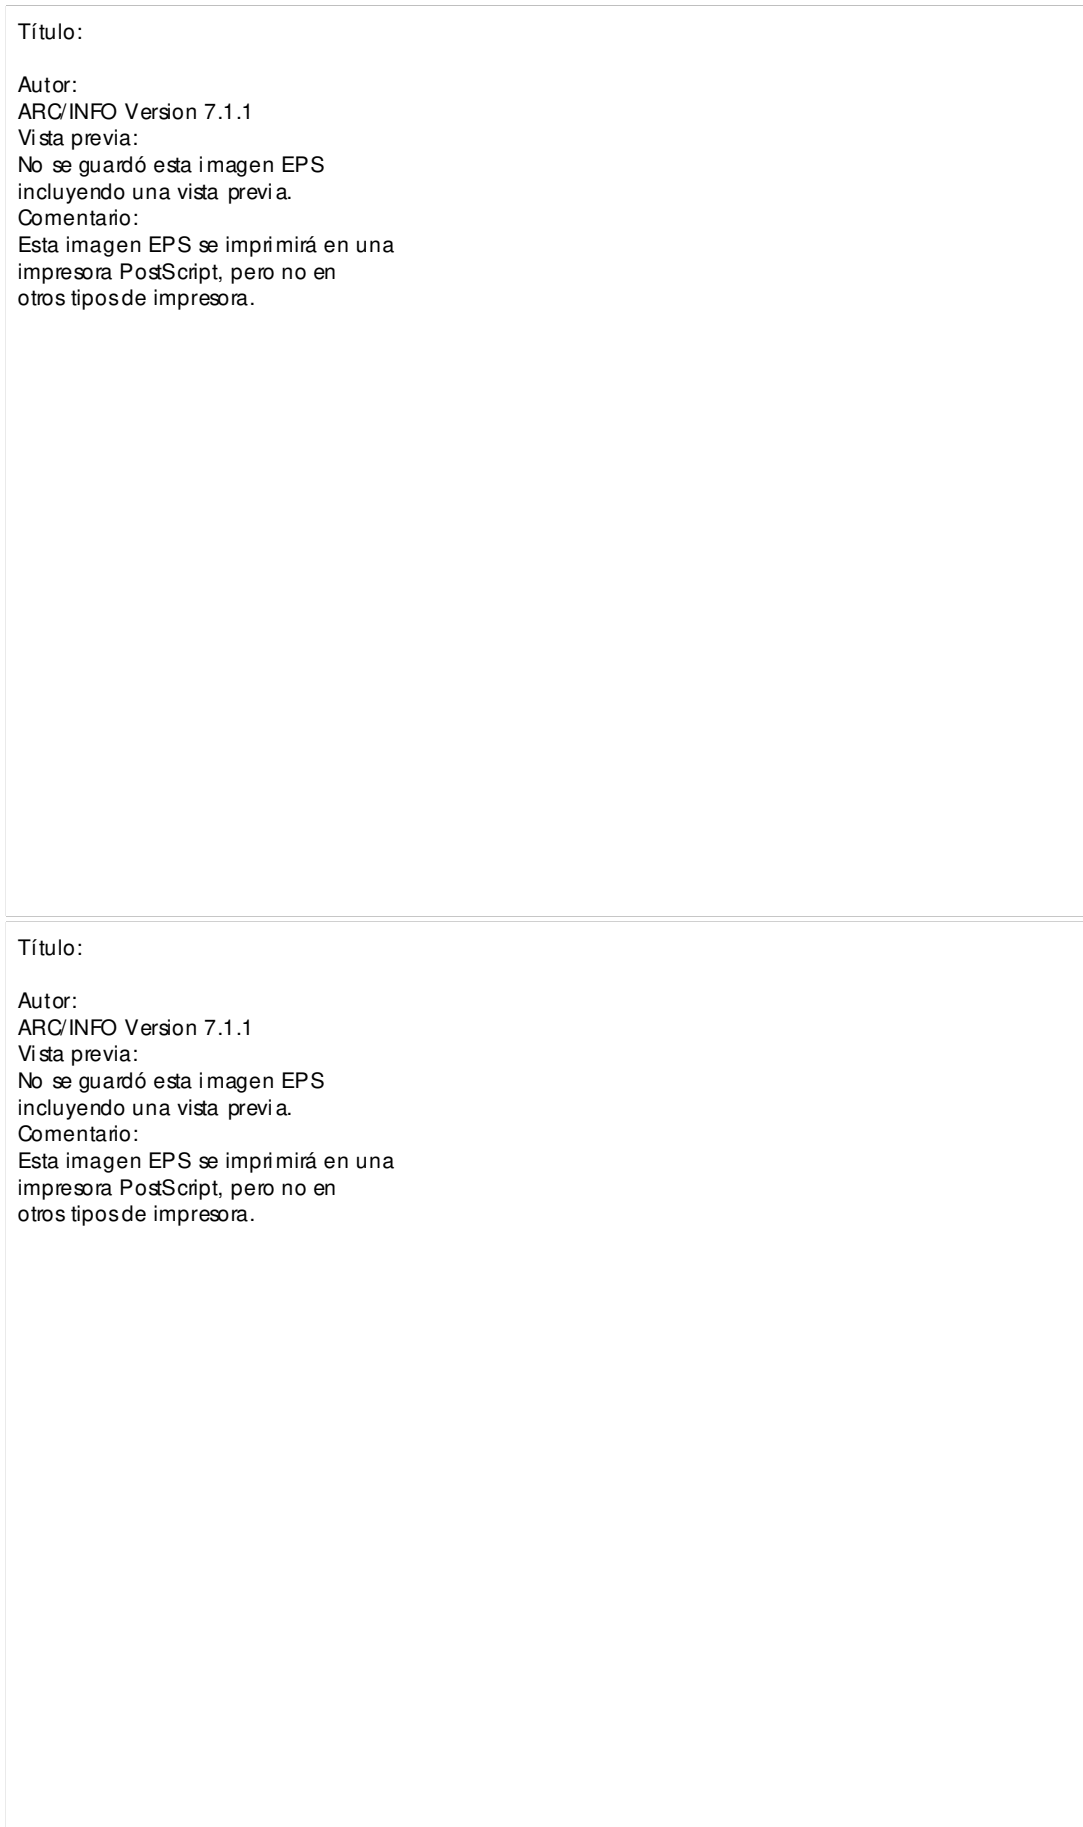 Título:
Autor:
ARC/INFO Version 7.1.1
Vista previa:
No se guardó esta imagen EPS
incluyendo una vista previa.
Comentario:
Esta imagen EPS se imprimirá en una
impresora PostScript, pero no en
otros tipos de impresora.
Título:
Autor:
ARC/INFO Version 7.1.1
Vista previa:
No se guardó esta imagen EPS
incluyendo una vista previa.
Comentario:
Esta imagen EPS se imprimirá en una
impresora PostScript, pero no en
otros tipos de impresora.